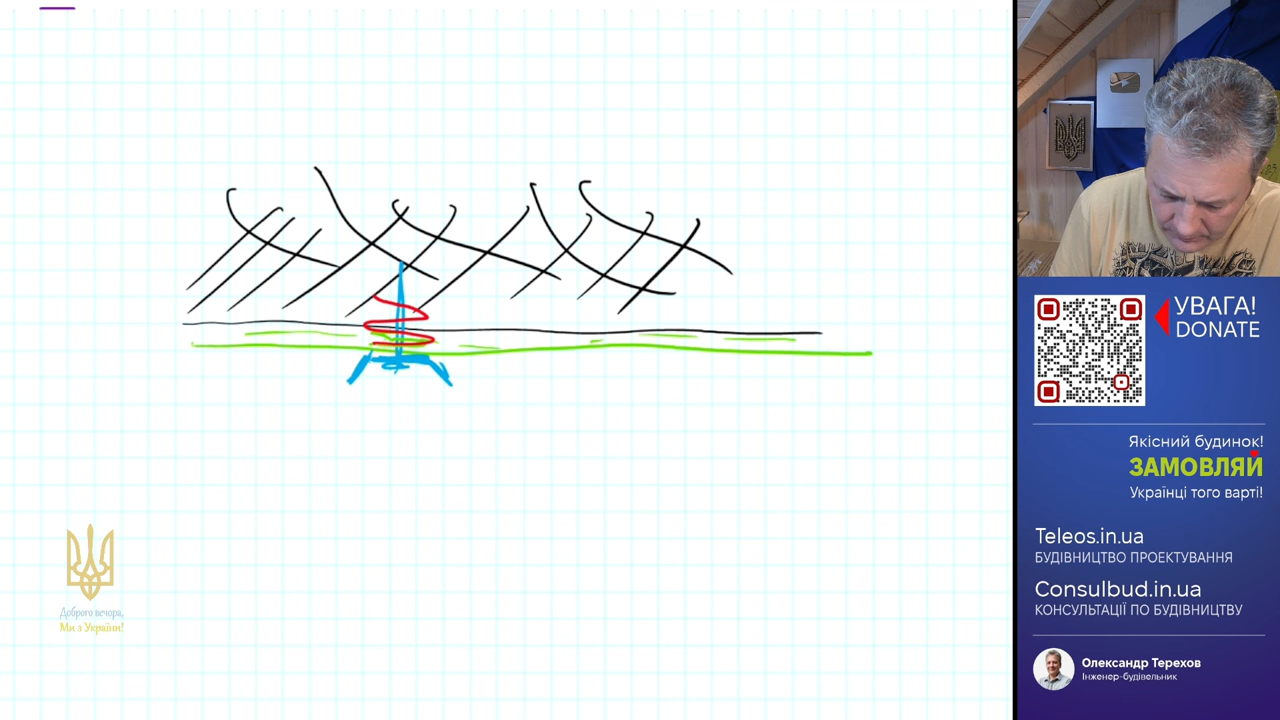 Доброго вечора,
Ми з України!
УВАГА!
DONATE
Якісний будинок!
ЗАМОВЛЯЙ
Українці того варті!
Teleos.in.ua
БУДІВНИЦТВО ПРОЕКТУВАННЯ
Consulbud.in.ua
КОНСУЛЬТАЦІЇ ПО БУДІВНИЦТВУ
Олександр Терехов
Інженер-будівельник